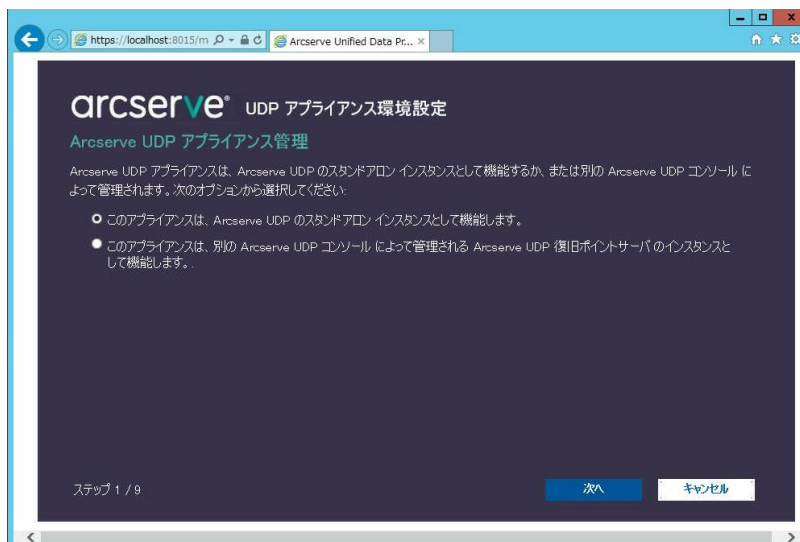 https://localhost:8015/m
Arcserve Unified Data Pr...
arcserve® UDP アプライアンス環境設定
Arcserve UDP アプライアンス管理
Arcserve UDP アプライアンスは、Arcserve UDP のスタンドアロン インスタンスとして機能するか、または別の Arcserve UDP コンソール に
よって管理されます。次のオプションから選択してください:
このアプライアンスは、Arcserve UDP のスタンドアロン インスタンスとして機能します。
このアプライアンスは、別の Arcserve UDP コンソール によって管理される Arcserve UDP 復旧ポイントサーバ のインスタンスと
して機能します。.
ステップ 1 / 9
次へ
キャンセル